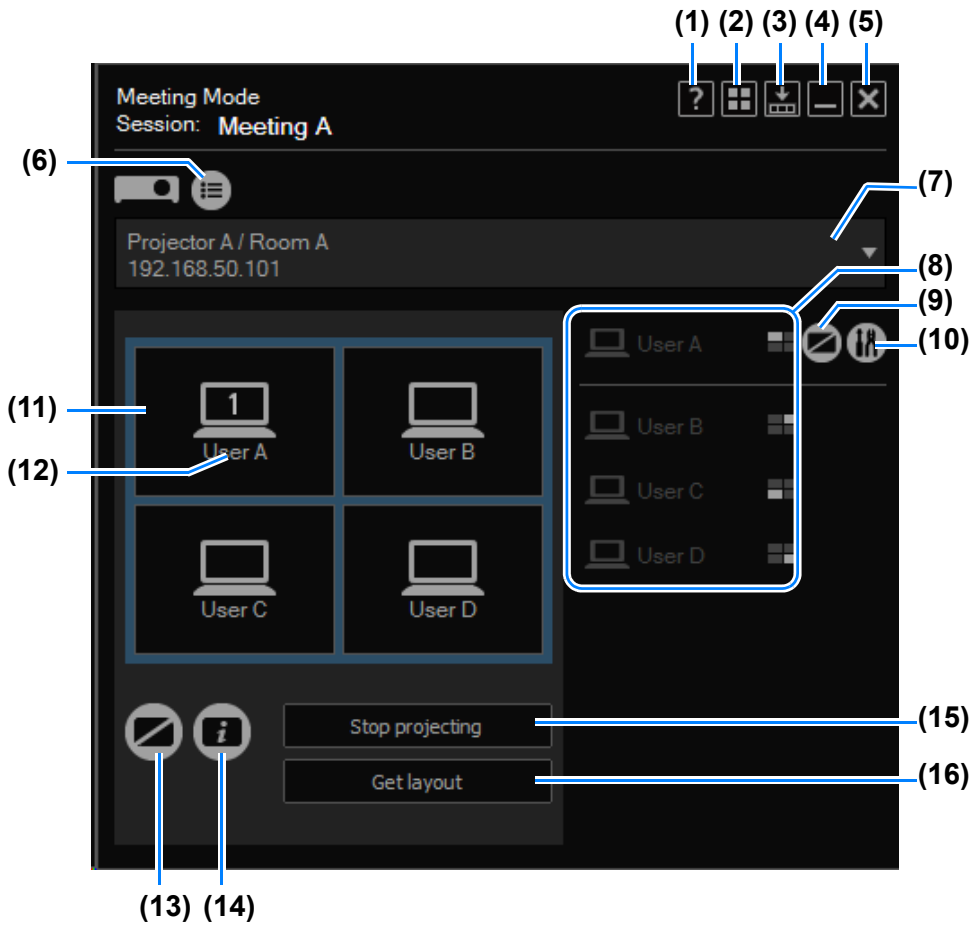 (1) (2) (3) (4) (5)
Meeting Mode
Session: Meeting A
?
(6)
(7)
Projector A / Room A
192.168.50.101
(8)
(9)
(10)
User A
(11)
1
User A
User B
User B
(12)
User C
User C
User D
User D
i
Stop projecting
(15)
Get layout
(16)
(13) (14)